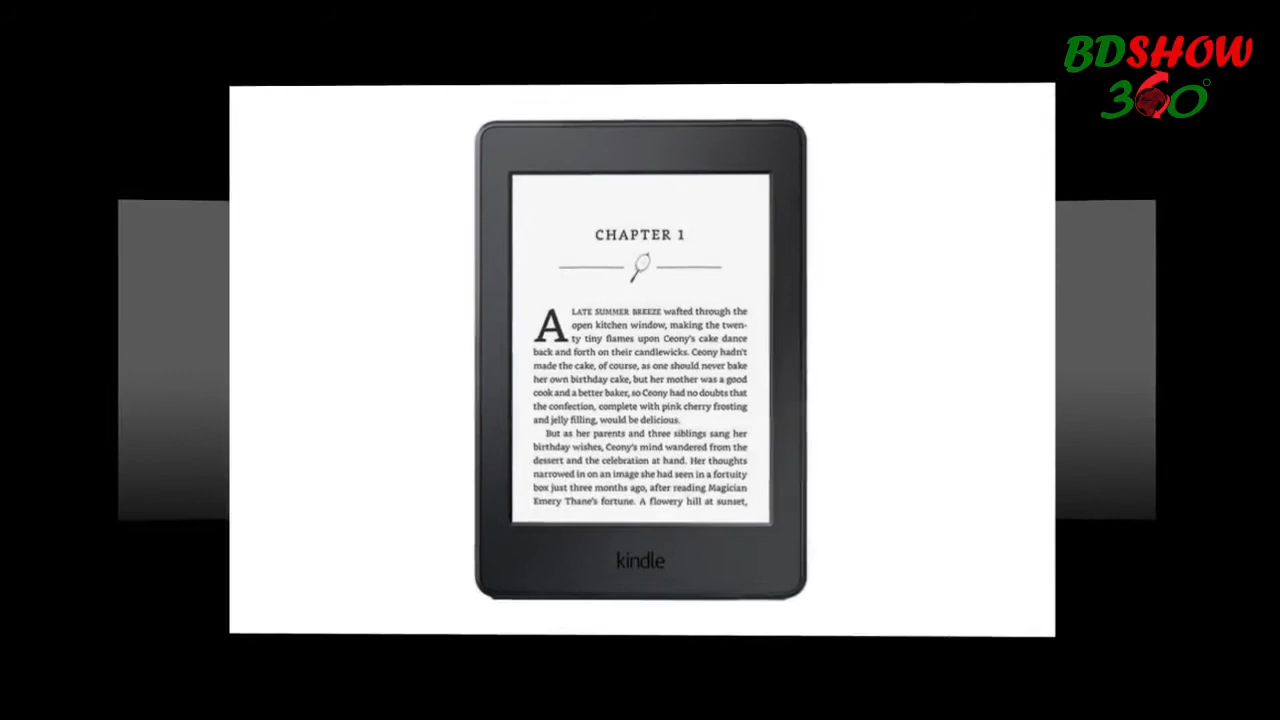 BDSHOW
360°
CHAPTER 1
A LATE SUMMER BREEZE wafted through the
open kitchen window, making the twen-
ty tiny flames upon Ceony's cake dance
back and forth on their candlewicks. Ceony hadn't
made the cake, of course, as one should never bake
her own birthday cake, but her mother was a good
cook and a better baker, so Ceony had no doubts that
the confection, complete with pink cherry frosting
and jelly filling, would be delicious.
But as her parents and three siblings sang her
birthday wishes, Ceony's mind wandered from the
dessert and the celebration at hand. Her thoughts
narrowed in on an image she had seen in a fortuity
box just three months ago, after reading Magician
Emery Thane's fortune. A flowery hill at sunset,
kindle